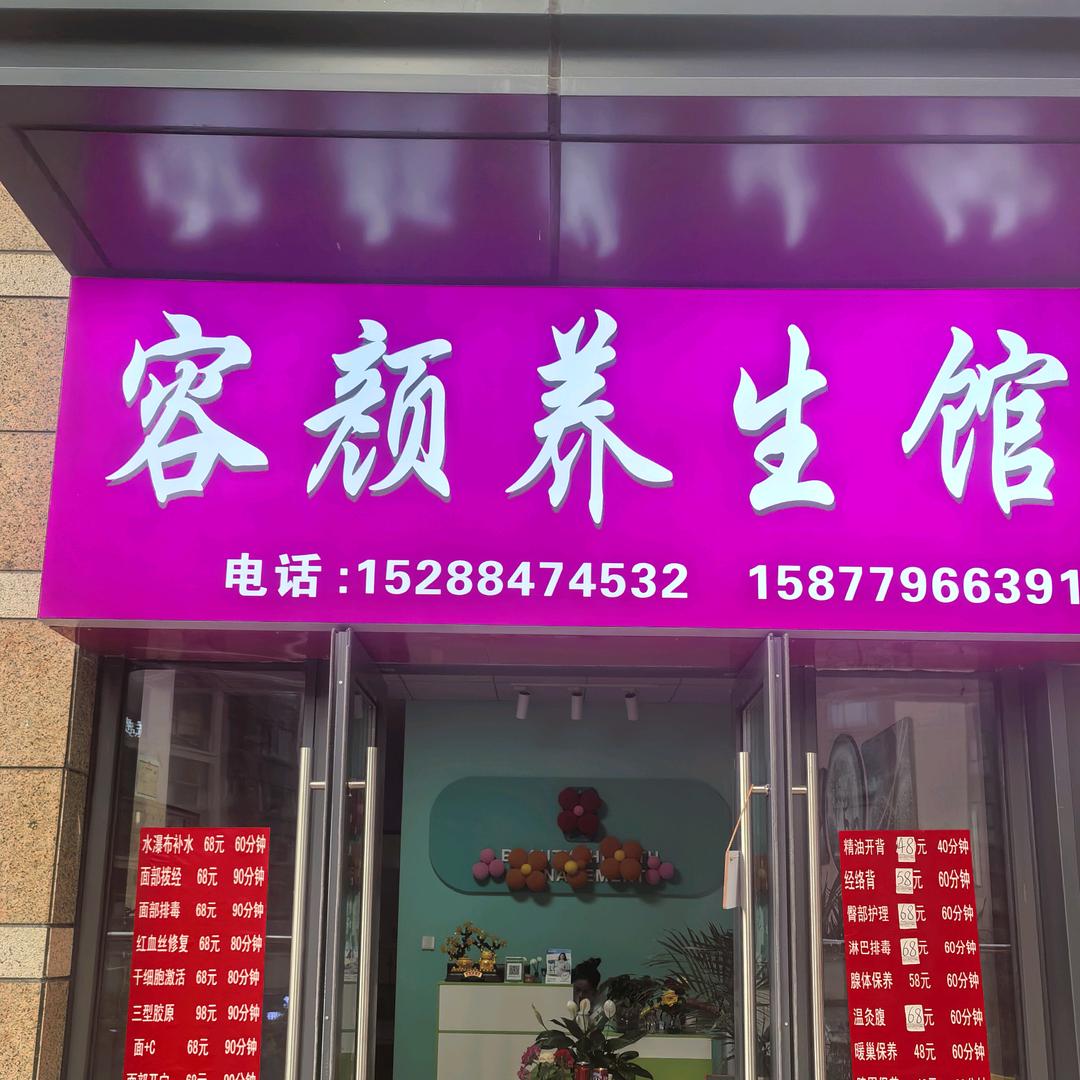 容颜养生馆
电话:15288474532 15877966391
水瀑布补水 68元 60分钟
面部拨经 68元 90分钟
面部排毒 68元 90分钟
红血丝修复 68元 80分钟
干细胞激活 68元 80分钟
三型胶原 98元 90分钟
面+C 68元 90分钟
精油开背 48元 40分钟
经络背 58元 60分钟
臀部护理 68元 60分钟
淋巴排毒 68元 60分钟
腺体保养 58元 60分钟
温灸腹 68元 60分钟
暖巢保养 48元 60分钟